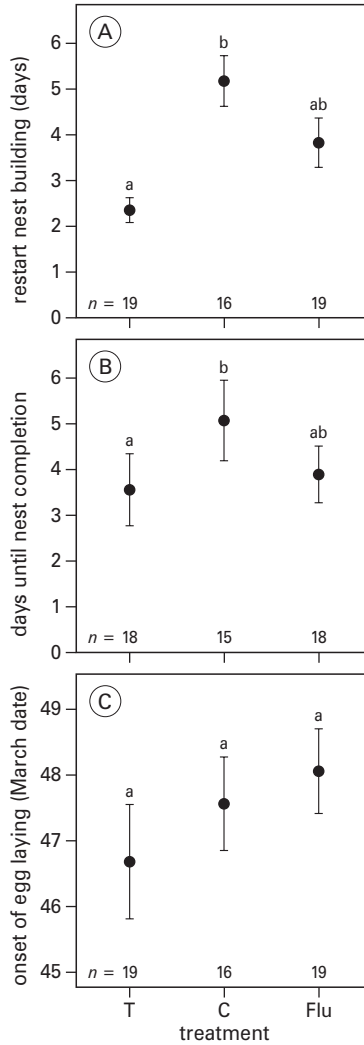 A
restart nest building (days)
6
5
4
3
2
1
0
a
b
ab
n = 19 16 19
B
days until nest completion
6
5
4
3
2
1
0
a
b
ab
n = 18 15 18
C
onset of egg laying (March date)
49
48
47
46
45
a
a
a
n = 19 16 19
T C Flu
treatment